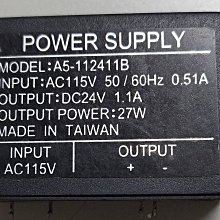 POWER SUPPLY
MODEL:A5-112411B
INPUT:AC115V 50/60Hz 0.51A
OUTPUT:DC24V 1.1A
OUTPUT POWER:27W
MADE IN TAIWAN
INPUT OUTPUT
AC115V + -